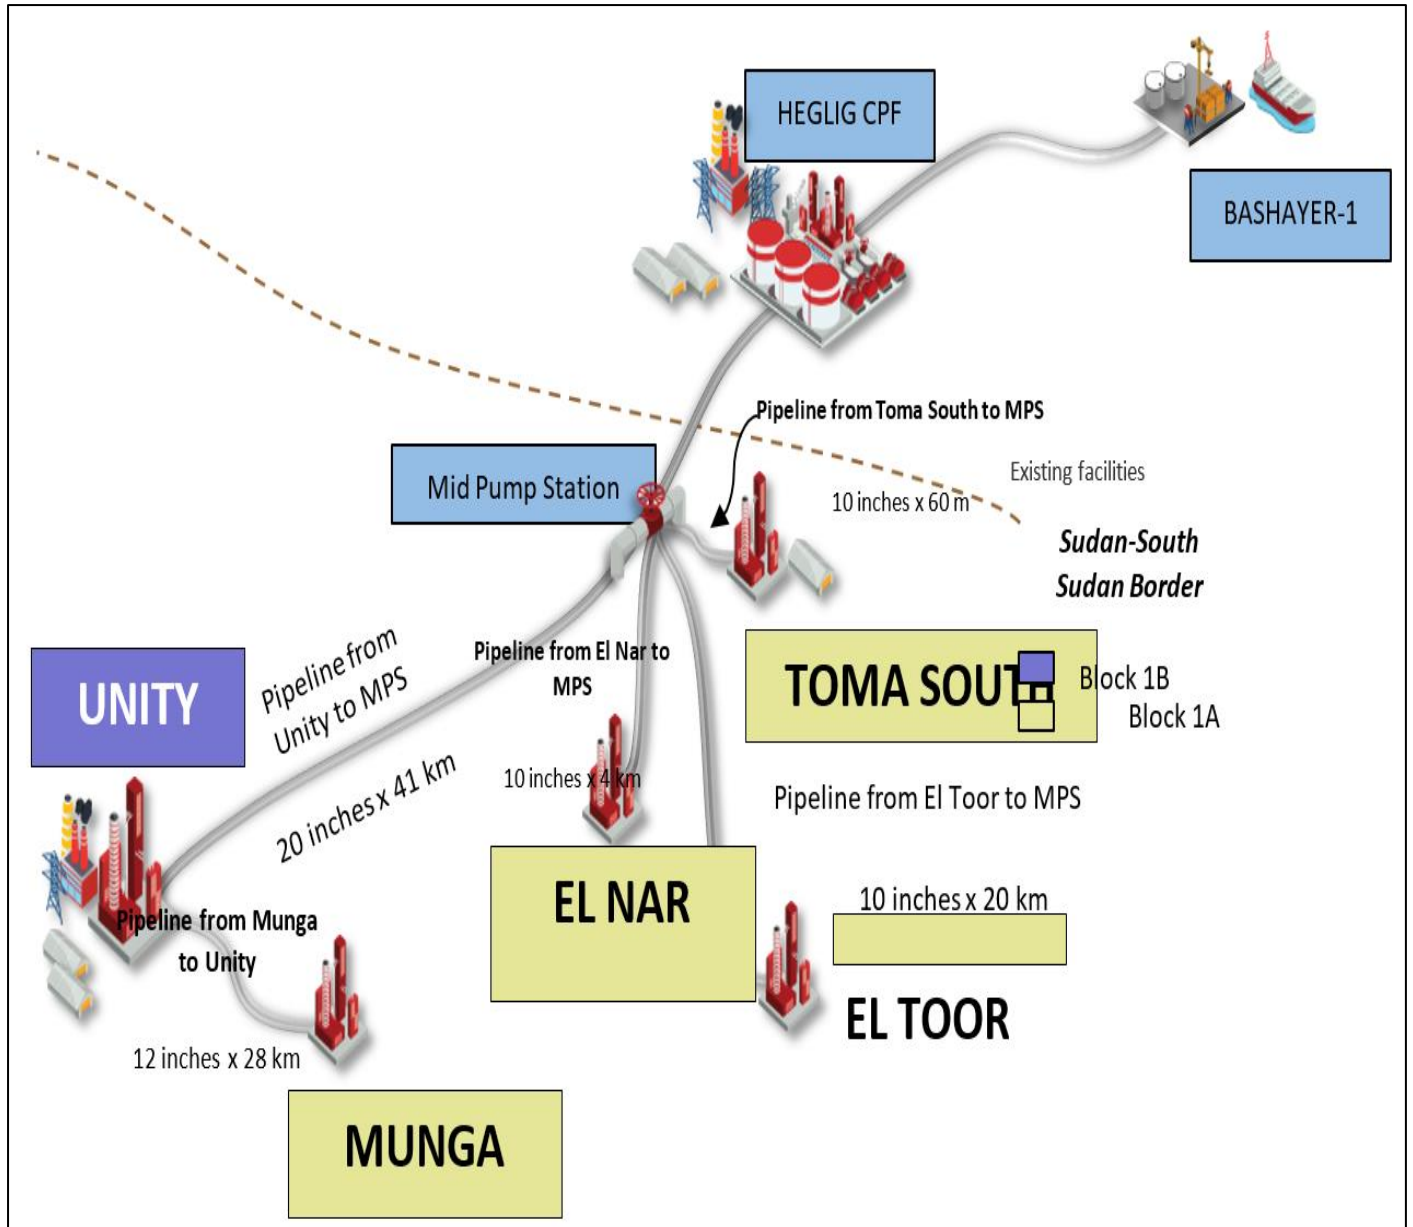 HEGLIG CPF
BASHAYER-1
Pipeline from Toma South to MPS
Existing facilities
Mid Pump Station
10 inches x 60 m
Sudan-South
Sudan Border
Pipeline from
Unity to MPS
Pipeline from El Nar to
MPS
UNITY
TOMA SOUTH
Block 1B
Block 1A
20 inches x 41 km
10 inches x 4 km
Pipeline from El Toor to MPS
EL NAR
10 inches x 20 km
Pipeline from Munga
to Unity
EL TOOR
12 inches x 28 km
MUNGA